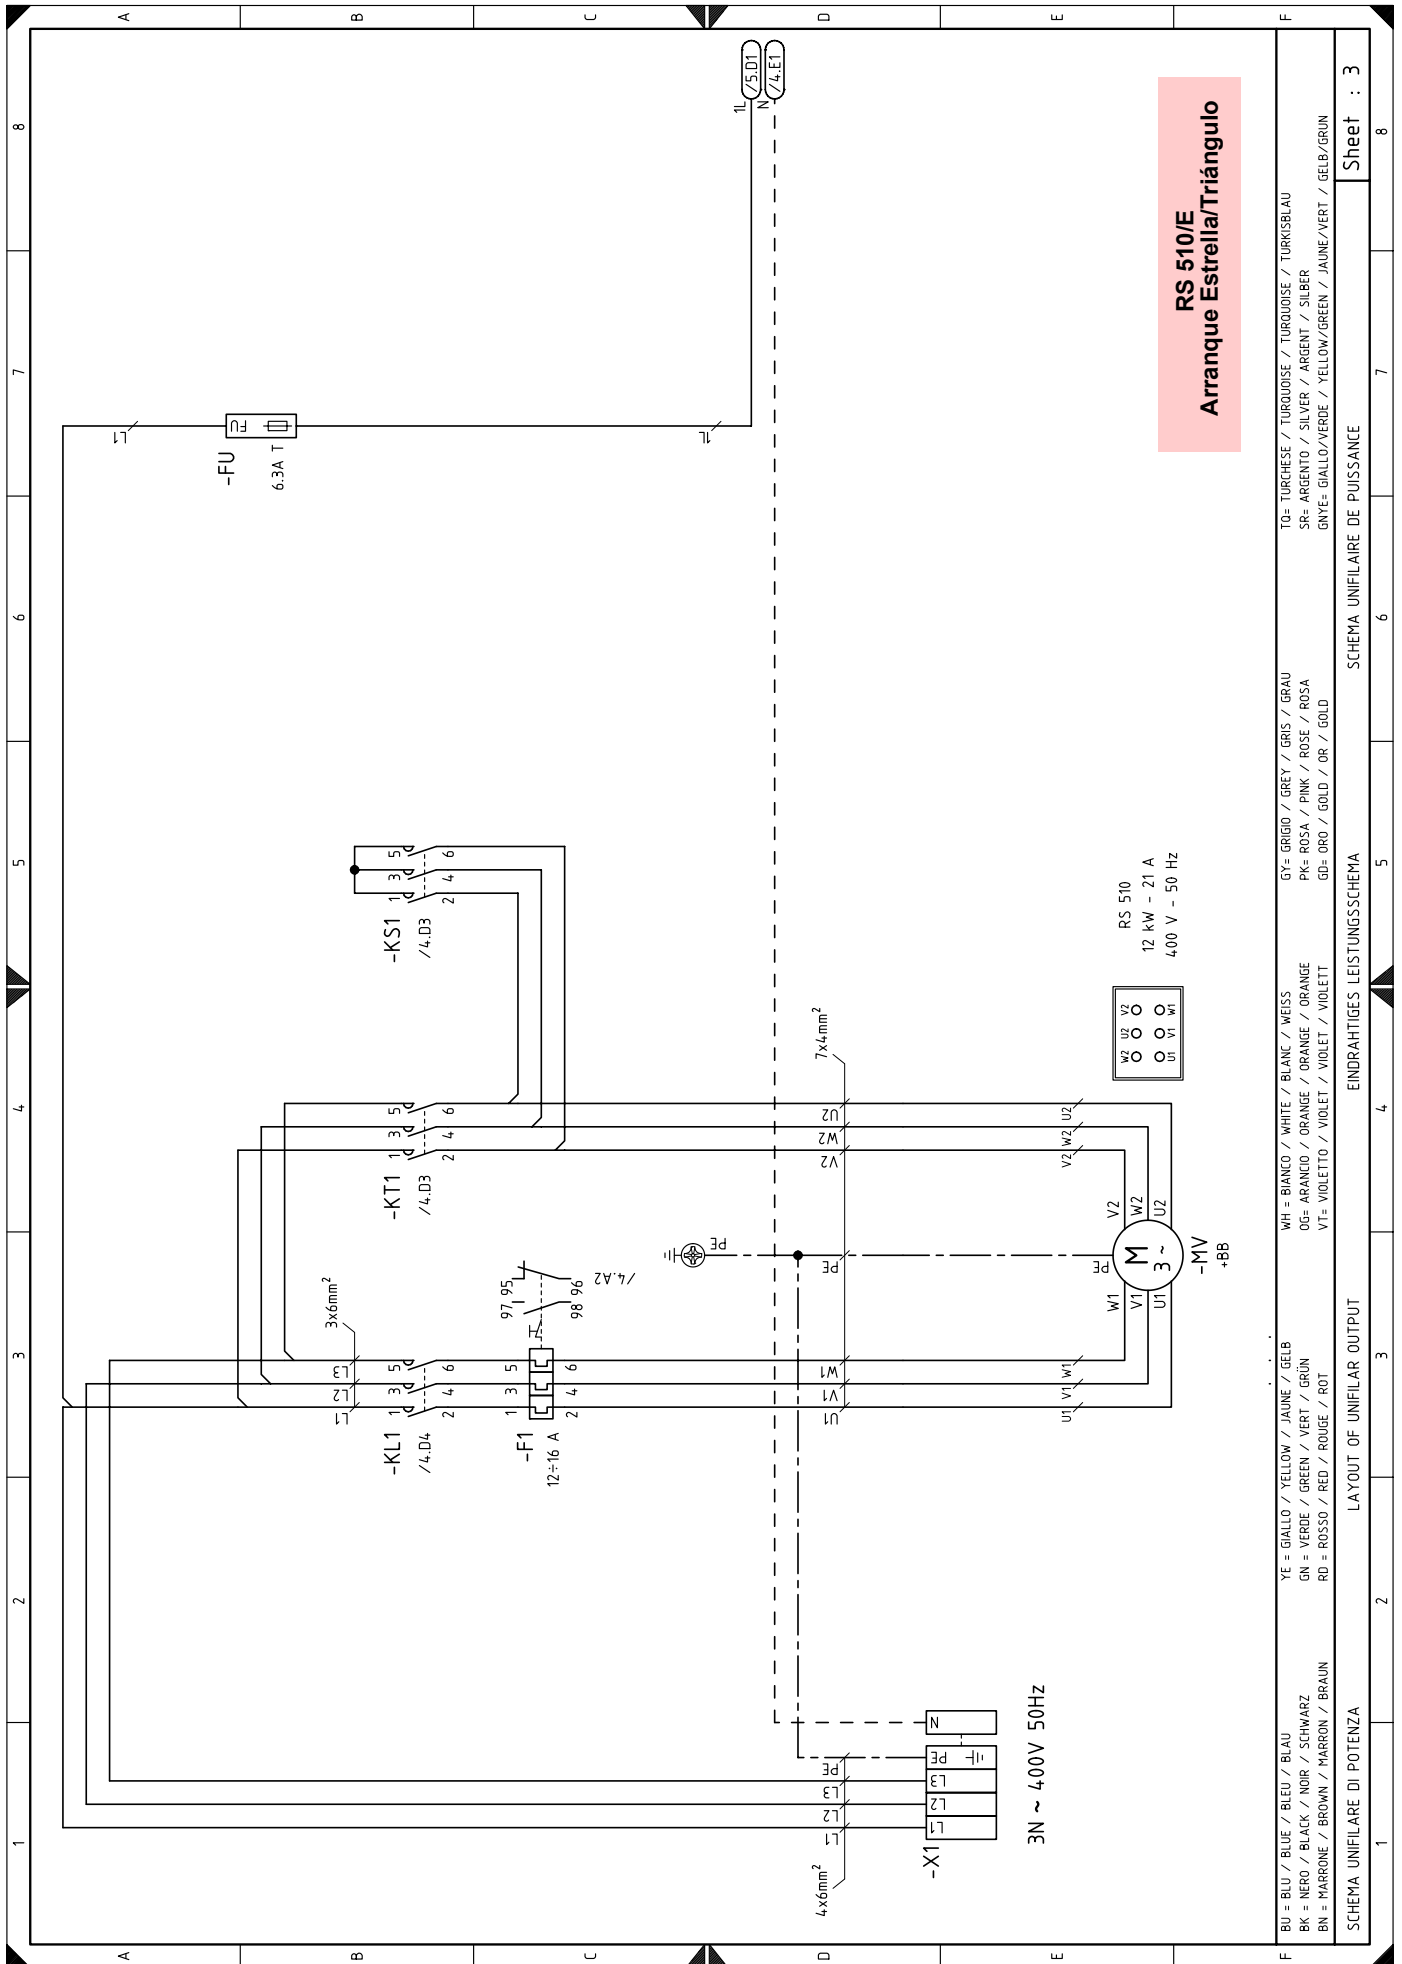 1 2 3 4 5 6 7 8
A A
B B
C C
D D
E E
F F
L1
-FU
FU
6.3A T
1L
1L /5.D1
N /4.E1
3x6mm²
L1 L2 L3
-KL1
/4.D4
1 3 5
2 4 6
-F1
12÷16 A
1 3 5
2 4 6
97 95
98 96
/4.A2
-KT1
/4.D3
1 3 5
2 4 6
-KS1
/4.D3
1 3 5
2 4 6
PE
4x6mm²
L1 L2 L3 PE
-X1
L1 L2 L3 PE N
3N ~ 400V 50Hz
7x4mm²
U1 V1 W1 PE V2 W2 U2
U1 V1 W1 V2 W2 U2
W1 V1 U1 PE V2 W2 U2
M
3 ~
-MV
+BB
W2 U2 V2
U1 V1 W1
RS 510
12 kW - 21 A
400 V - 50 Hz
RS 510/E
Arranque Estrella/Triángulo
BU = BLU / BLUE / BLEU / BLAU
BK = NERO / BLACK / NOIR / SCHWARZ
BN = MARRONE / BROWN / MARRON / BRAUN
YE = GIALLO / YELLOW / JAUNE / GELB
GN = VERDE / GREEN / VERT / GRÜN
RD = ROSSO / RED / ROUGE / ROT
WH = BIANCO / WHITE / BLANC / WEISS
OG= ARANCIO / ORANGE / ORANGE / ORANGE
VT= VIOLETTO / VIOLET / VIOLET / VIOLETT
GY= GRIGIO / GREY / GRIS / GRAU
PK= ROSA / PINK / ROSE / ROSA
GD= ORO / GOLD / OR / GOLD
TQ= TURCHESE / TURQUOISE / TURQUOISE / TURKISBLAU
SR= ARGENTO / SILVER / ARGENT / SILBER
GNYE= GIALLO/VERDE / YELLOW/GREEN / JAUNE/VERT / GELB/GRUN
SCHEMA UNIFILARE DI POTENZA LAYOUT OF UNIFILAR OUTPUT EINDRAHTIGES LEISTUNGSSCHEMA SCHEMA UNIFILAIRE DE PUISSANCE Sheet : 3
1 2 3 4 5 6 7 8